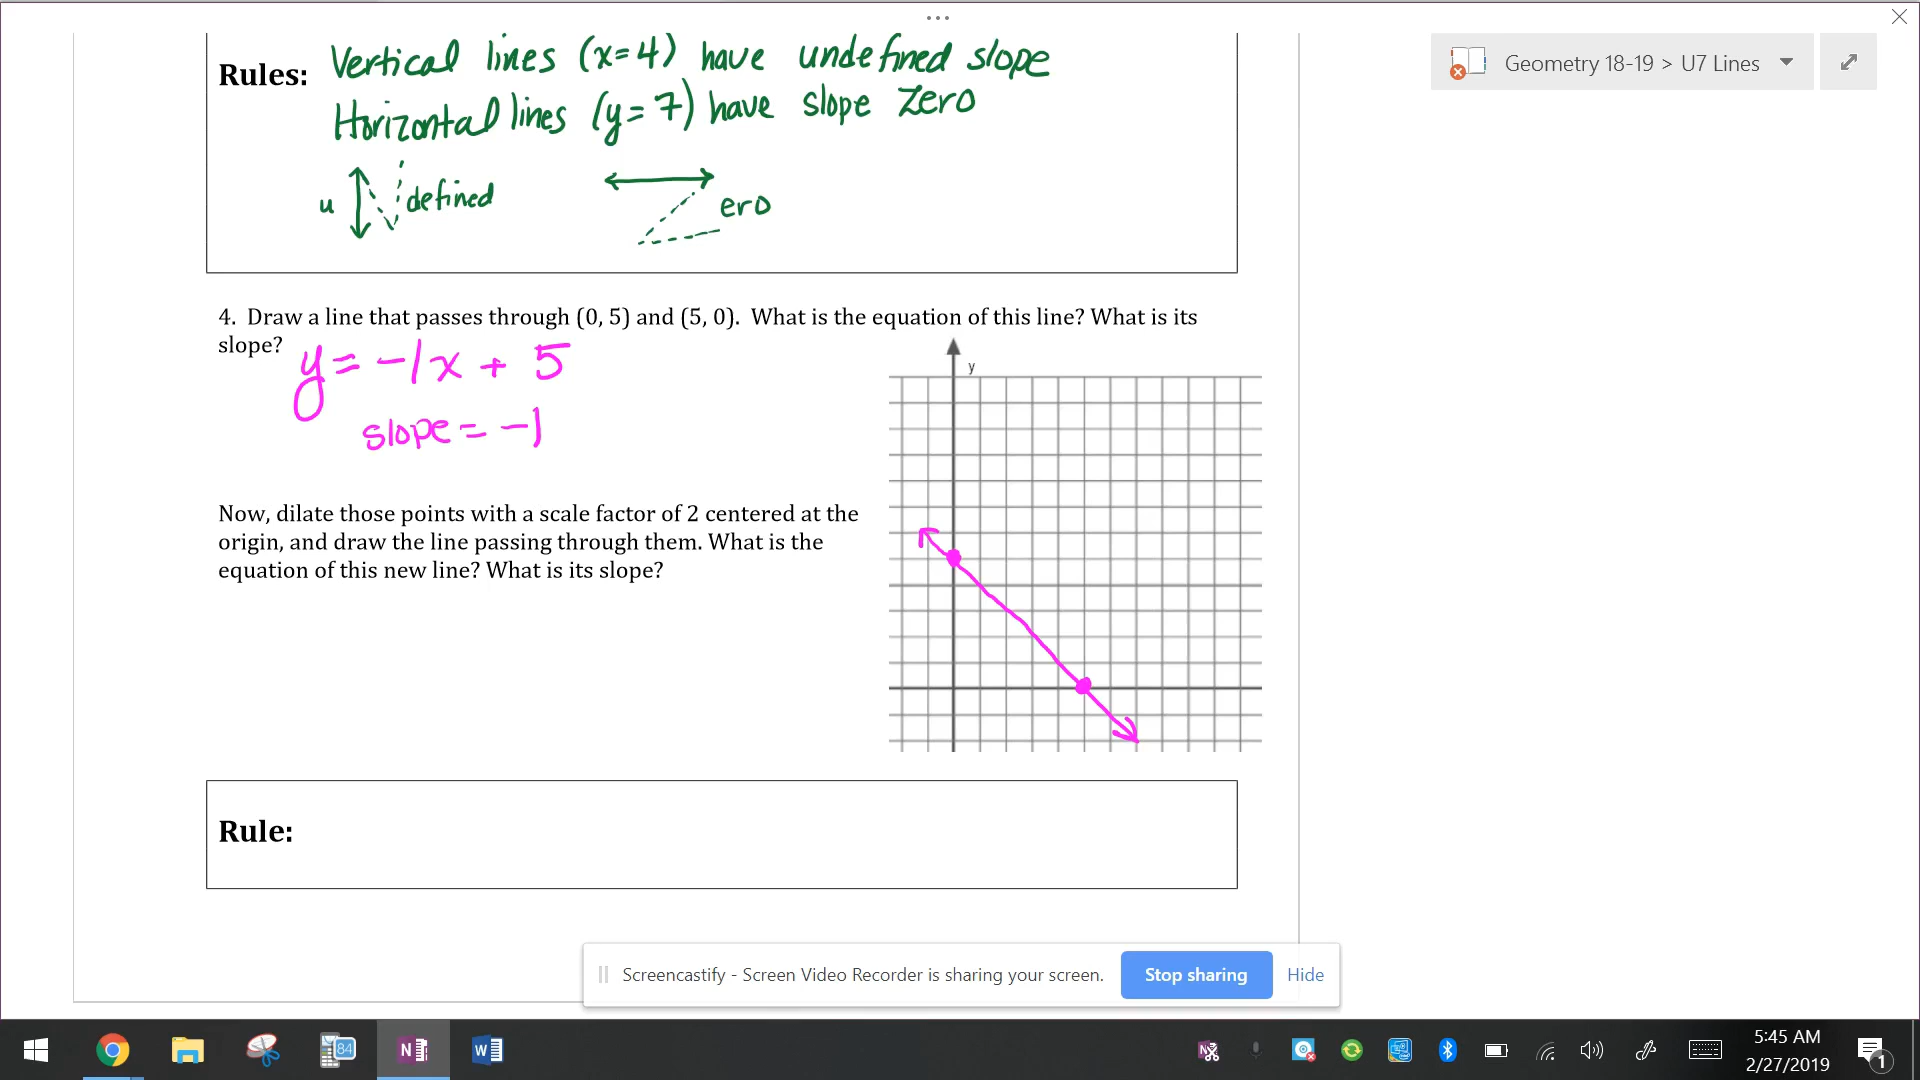 Rules: Vertical lines (x=4) have undefined slope
Horizontal lines (y=7) have slope zero
u defined
ero
Geometry 18-19 > U7 Lines
4. Draw a line that passes through (0, 5) and (5, 0). What is the equation of this line? What is its
slope?
y = -1x + 5
slope = -1
y
Now, dilate those points with a scale factor of 2 centered at the
origin, and draw the line passing through them. What is the
equation of this new line? What is its slope?
Rule:
Screencastify - Screen Video Recorder is sharing your screen. Stop sharing Hide
84
N
W
5:45 AM
2/27/2019
1